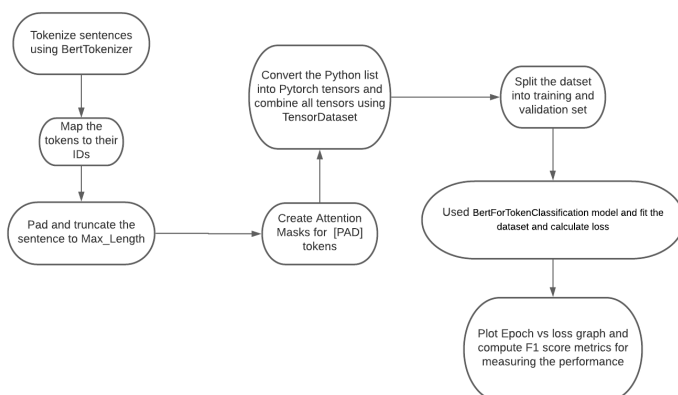 Tokenize sentences
using BertTokenizer
Map the
tokens to their
IDs
Pad and truncate the
sentence to Max_Length
Create Attention
Masks for [PAD]
tokens
Convert the Python list
into Pytorch tensors and
combine all tensors using
TensorDataset
Split the datset
into training and
validation set
Used BertForTokenClassification model and fit the
dataset and calculate loss
Plot Epoch vs loss graph and
compute F1 score metrics for
measuring the performance